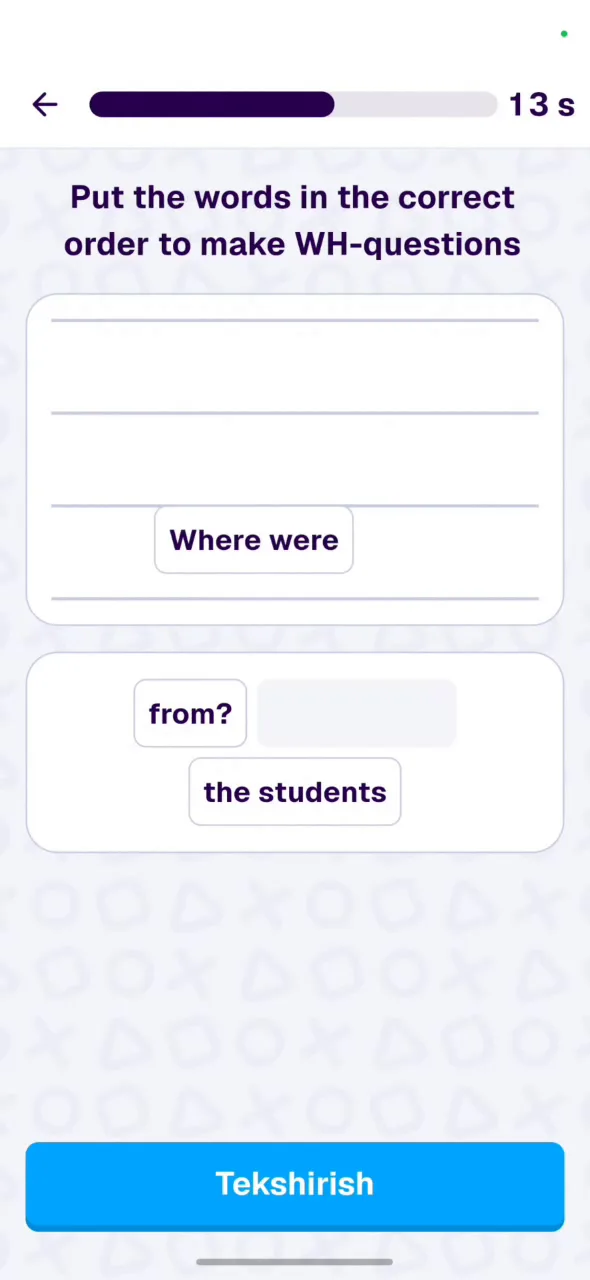 13 s
Put the words in the correct
order to make WH-questions
Where were
from?
the students
Tekshirish